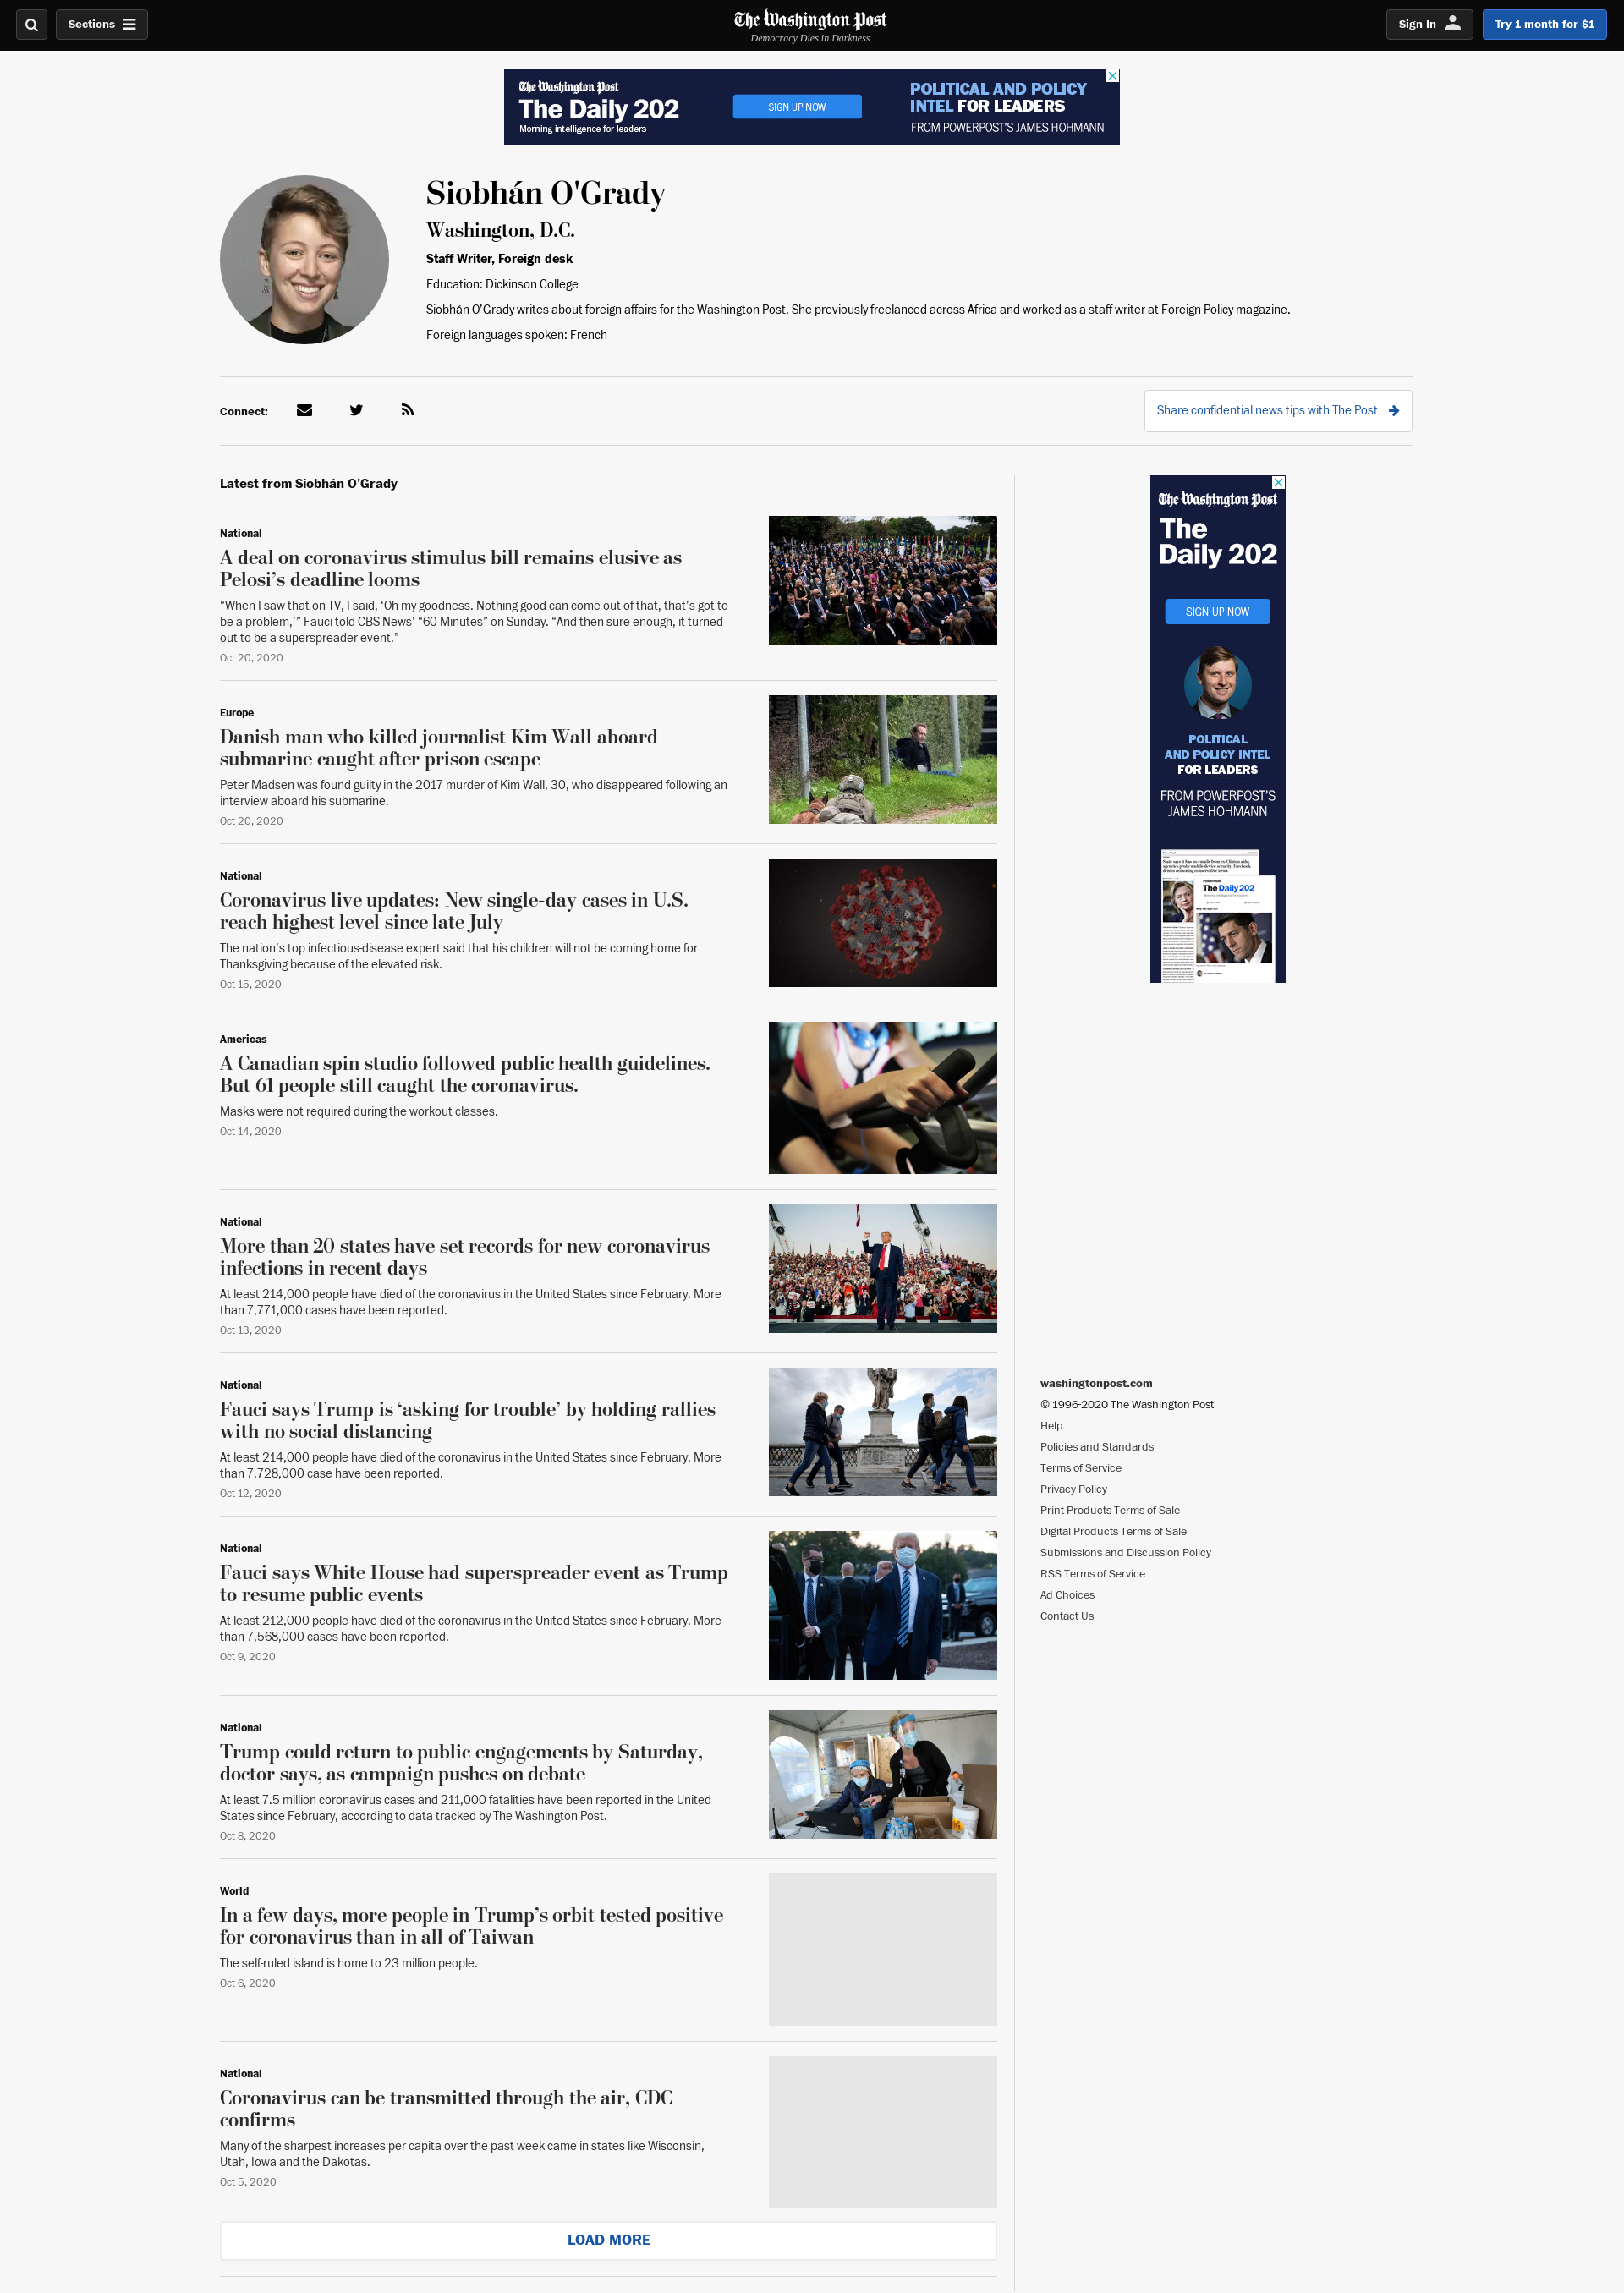 Sections
The Washington Post
Democracy Dies in Darkness
Sign In
Try 1 month for $1
The Washington Post
The Daily 202
Morning intelligence for leaders
SIGN UP NOW
POLITICAL AND POLICY
INTEL FOR LEADERS
FROM POWERPOST'S JAMES HOHMANN
Siobhán O'Grady
Washington, D.C.
Staff Writer, Foreign desk
Education: Dickinson College
Siobhán O'Grady writes about foreign affairs for the Washington Post. She previously freelanced across Africa and worked as a staff writer at Foreign Policy magazine.
Foreign languages spoken: French
Connect:
Share confidential news tips with The Post
Latest from Siobhán O'Grady
National
A deal on coronavirus stimulus bill remains elusive as
Pelosi’s deadline looms
“When I saw that on TV, I said, ‘Oh my goodness. Nothing good can come out of that, that’s got to
be a problem,’” Fauci told CBS News’ “60 Minutes” on Sunday. “And then sure enough, it turned
out to be a superspreader event.”
Oct 20, 2020
Europe
Danish man who killed journalist Kim Wall aboard
submarine caught after prison escape
Peter Madsen was found guilty in the 2017 murder of Kim Wall, 30, who disappeared following an
interview aboard his submarine.
Oct 20, 2020
National
Coronavirus live updates: New single-day cases in U.S.
reach highest level since late July
The nation’s top infectious-disease expert said that his children will not be coming home for
Thanksgiving because of the elevated risk.
Oct 15, 2020
Americas
A Canadian spin studio followed public health guidelines.
But 61 people still caught the coronavirus.
Masks were not required during the workout classes.
Oct 14, 2020
National
More than 20 states have set records for new coronavirus
infections in recent days
At least 214,000 people have died of the coronavirus in the United States since February. More
than 7,771,000 cases have been reported.
Oct 13, 2020
National
Fauci says Trump is ‘asking for trouble’ by holding rallies
with no social distancing
At least 214,000 people have died of the coronavirus in the United States since February. More
than 7,728,000 case have been reported.
Oct 12, 2020
National
Fauci says White House had superspreader event as Trump
to resume public events
At least 212,000 people have died of the coronavirus in the United States since February. More
than 7,568,000 cases have been reported.
Oct 9, 2020
National
Trump could return to public engagements by Saturday,
doctor says, as campaign pushes on debate
At least 7.5 million coronavirus cases and 211,000 fatalities have been reported in the United
States since February, according to data tracked by The Washington Post.
Oct 8, 2020
World
In a few days, more people in Trump’s orbit tested positive
for coronavirus than in all of Taiwan
The self-ruled island is home to 23 million people.
Oct 6, 2020
National
Coronavirus can be transmitted through the air, CDC
confirms
Many of the sharpest increases per capita over the past week came in states like Wisconsin,
Utah, Iowa and the Dakotas.
Oct 5, 2020
LOAD MORE
The Washington Post
The
Daily 202
SIGN UP NOW
POLITICAL
AND POLICY INTEL
FOR LEADERS
FROM POWERPOST'S
JAMES HOHMANN
The Daily 202
washingtonpost.com
© 1996-2020 The Washington Post
Help
Policies and Standards
Terms of Service
Privacy Policy
Print Products Terms of Sale
Digital Products Terms of Sale
Submissions and Discussion Policy
RSS Terms of Service
Ad Choices
Contact Us